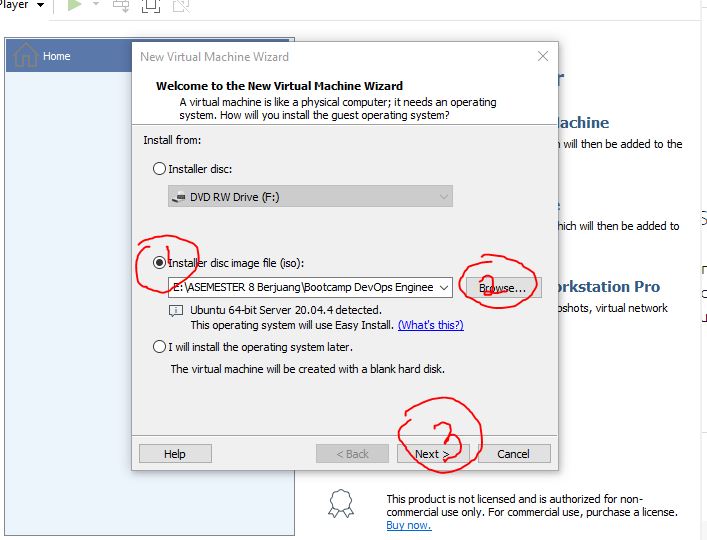 Player
Home
New Virtual Machine Wizard
Welcome to the New Virtual Machine Wizard
A virtual machine is like a physical computer; it needs an operating
system. How will you install the guest operating system?
Install from:
Installer disc:
DVD RW Drive (F:)
1
Installer disc image file (iso):
E:\ASEMESTER 8 Berjuang\Bootcamp DevOps Enginee
Browse...
2
Ubuntu 64-bit Server 20.04.4 detected.
This operating system will use Easy Install. (What's this?)
I will install the operating system later.
The virtual machine will be created with a blank hard disk.
3
Help
< Back
Next >
Cancel
r
Machine
will then be added to the
hich will then be added to
orkstation Pro
pshots, virtual network
This product is not licensed and is authorized for non-
commercial use only. For commercial use, purchase a license.
Buy now.